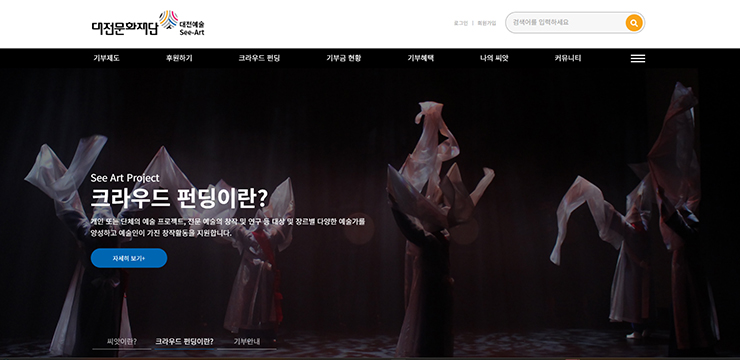 대전문화재단
대전예술
See-Art
로그인 | 회원가입
검색어를 입력하세요
기부제도 후원하기 크라우드 펀딩 기부금 현황 기부혜택 나의 씨앗 커뮤니티
See Art Project
크라우드 펀딩이란?
개인 또는 단체의 예술 프로젝트, 전문 예술의 창작 및 연구 등 대상 및 장르별 다양한 예술가를
양성하고 예술인이 가진 창작활동을 지원합니다.
자세히 보기+
씨앗이란? 크라우드 펀딩이란? 기부안내